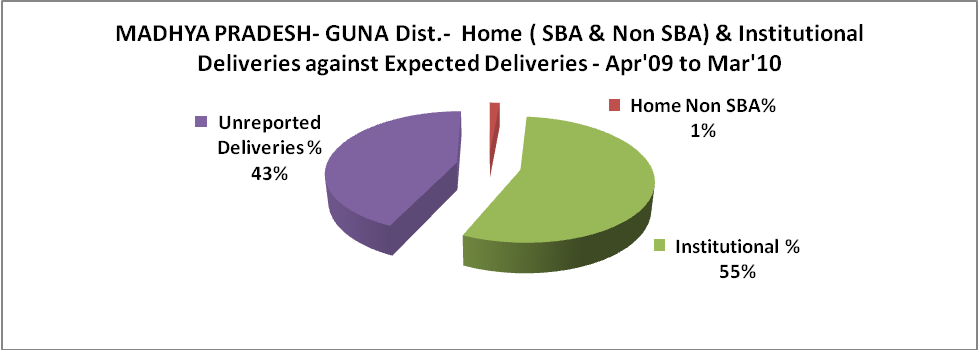 MADHYA PRADESH- GUNA Dist.- Home ( SBA & Non SBA) & Institutional
Deliveries against Expected Deliveries - Apr'09 to Mar'10
Home Non SBA%
1%
Unreported
Deliveries %
43%
Institutional %
55%